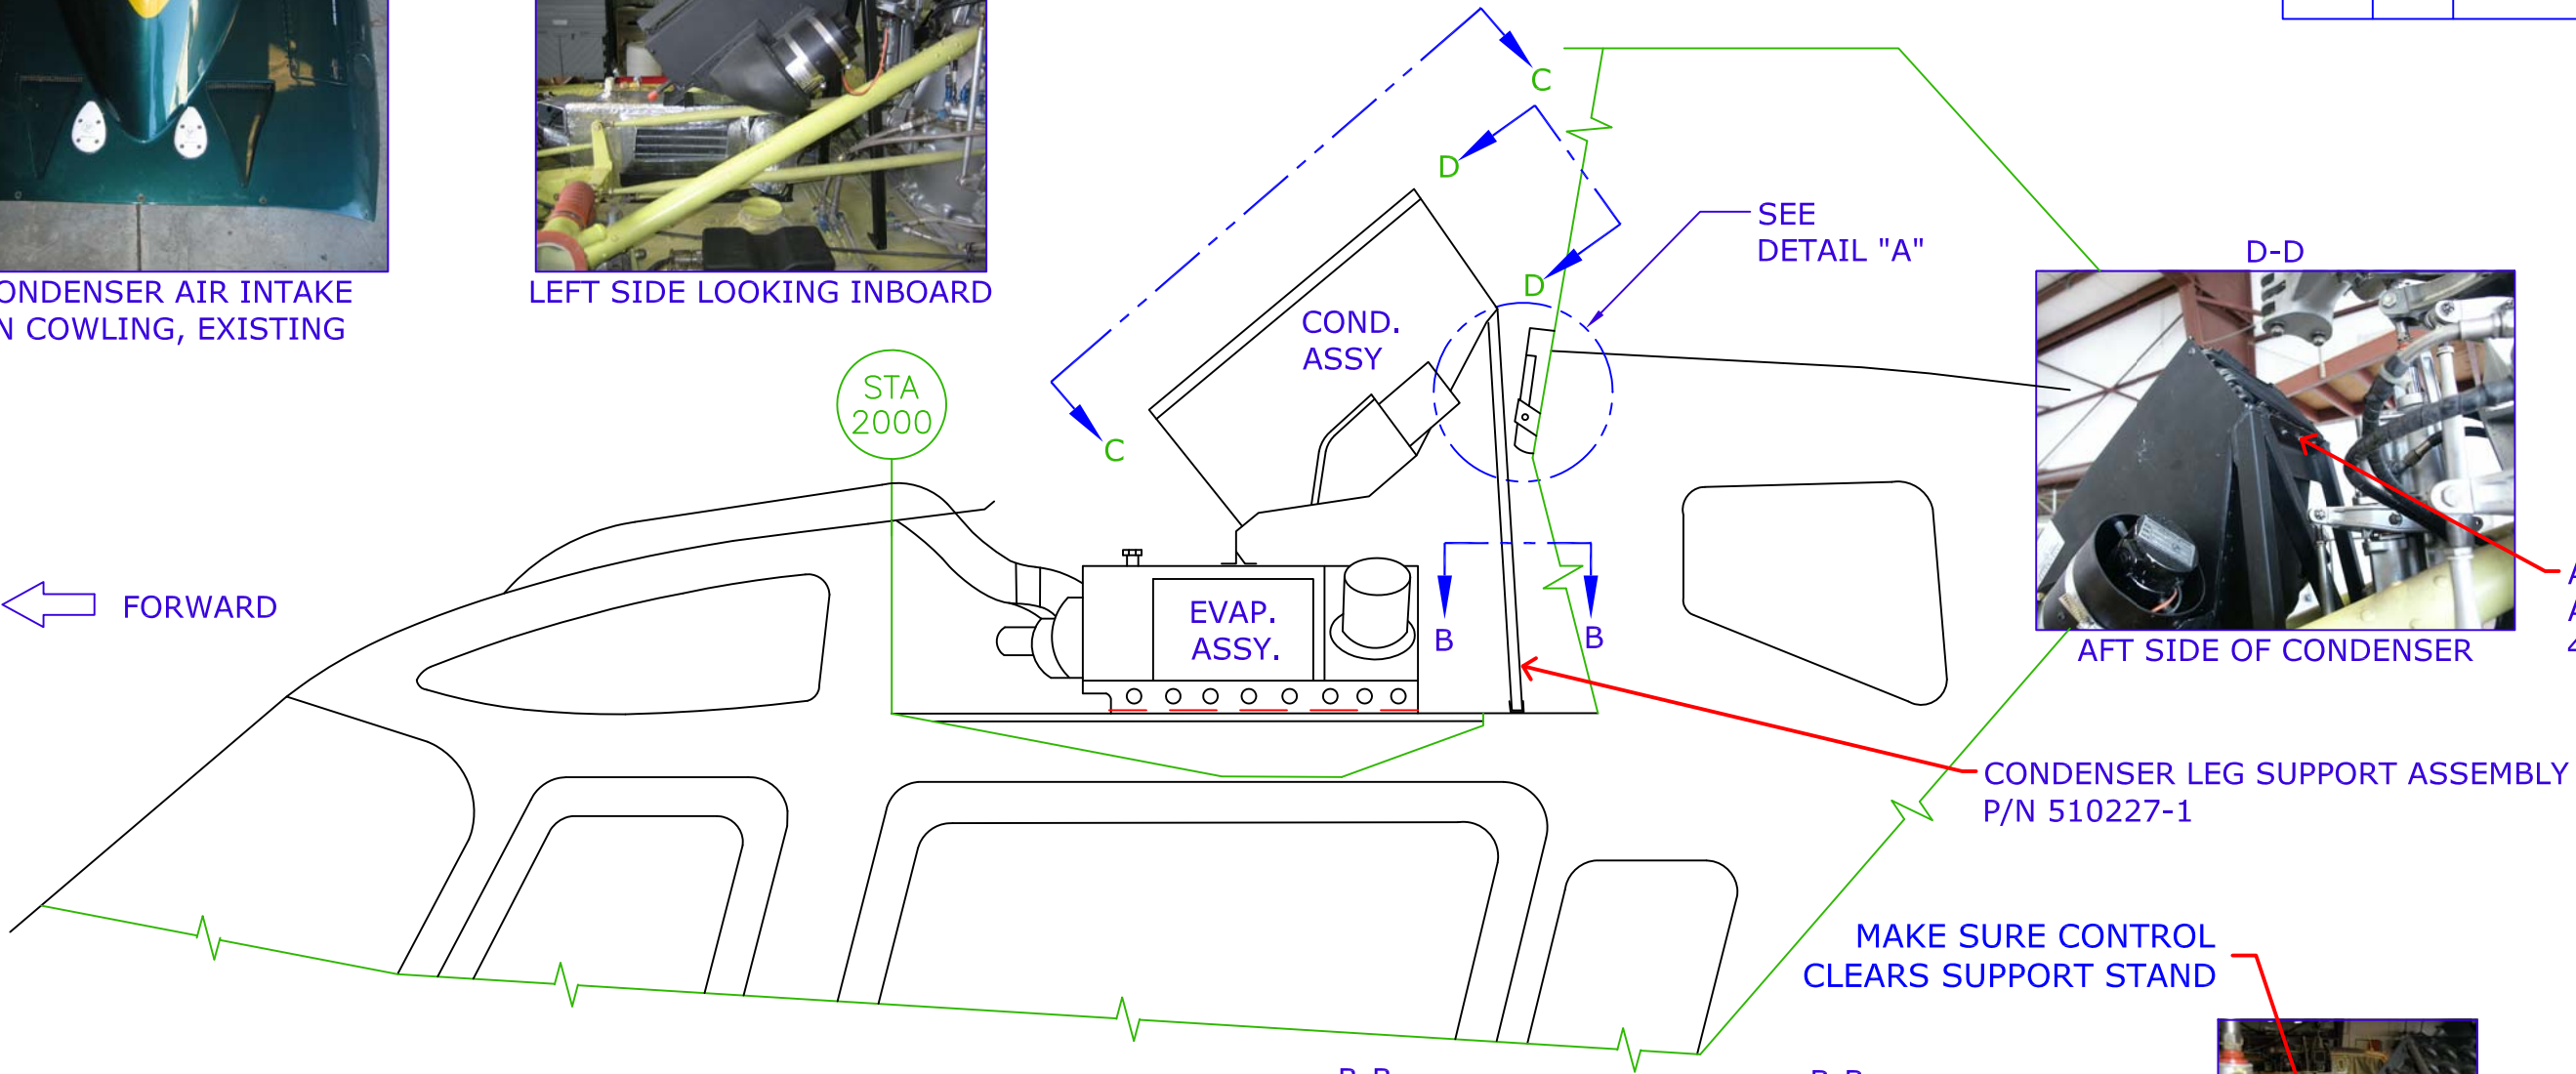 C
D
SEE
DETAIL "A"
D-D
D
ONDENSER AIR INTAKE
N COWLING, EXISTING
LEFT SIDE LOOKING INBOARD
COND.
ASSY
STA
2000
C
FORWARD
EVAP.
ASSY.
B
B
AFT SIDE OF CONDENSER
CONDENSER LEG SUPPORT ASSEMBLY
P/N 510227-1
MAKE SURE CONTROL
CLEARS SUPPORT STAND